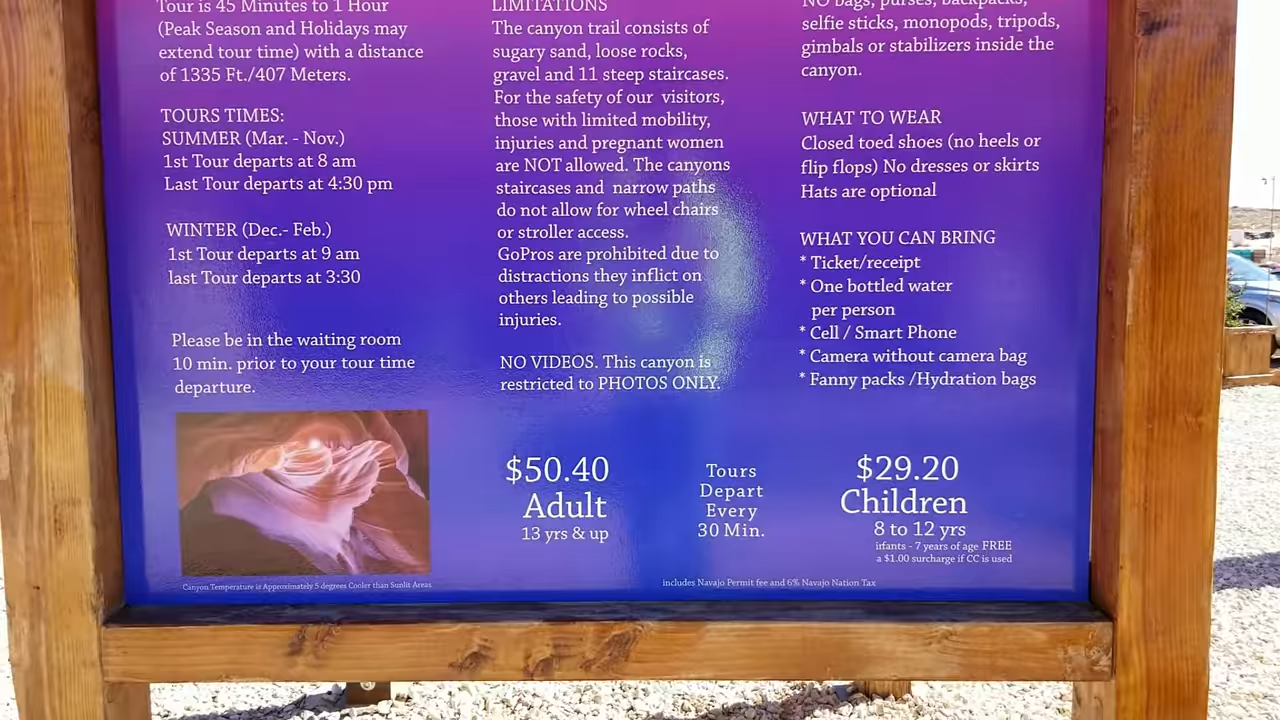 Tour is 45 Minutes to 1 Hour
(Peak Season and Holidays may
extend tour time) with a distance
of 1335 Ft./407 Meters.
TOURS TIMES:
SUMMER (Mar. - Nov.)
1st Tour departs at 8 am
Last Tour departs at 4:30 pm
WINTER (Dec.- Feb.)
1st Tour departs at 9 am
last Tour departs at 3:30
Please be in the waiting room
10 min. prior to your tour time
departure.
Canyon Temperature is Approximately 5 degrees Cooler than Sunlit Areas
LIMITATIONS
The canyon trail consists of
sugary sand, loose rocks,
gravel and 11 steep staircases.
For the safety of our visitors,
those with limited mobility,
injuries and pregnant women
are NOT allowed. The canyons
staircases and narrow paths
do not allow for wheel chairs
or stroller access.
GoPros are prohibited due to
distractions they inflict on
others leading to possible
injuries.
NO VIDEOS. This canyon is
restricted to PHOTOS ONLY.
NO bags, purses, backpacks,
selfie sticks, monopods, tripods,
gimbals or stabilizers inside the
canyon.
WHAT TO WEAR
Closed toed shoes (no heels or
flip flops) No dresses or skirts
Hats are optional
WHAT YOU CAN BRING
* Ticket/receipt
* One bottled water
per person
* Cell / Smart Phone
* Camera without camera bag
* Fanny packs /Hydration bags
$50.40
Adult
13 yrs & up
Tours
Depart
Every
30 Min.
$29.20
Children
8 to 12 yrs
ifants - 7 years of age FREE
a $1.00 surcharge if CC is used
includes Navajo Permit fee and 6% Navajo Nation Tax